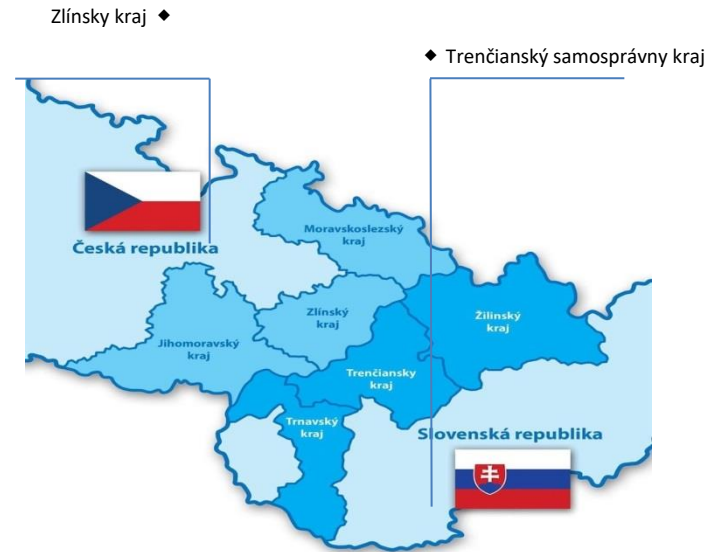 Zlínsky kraj ◆
◆ Trenčianský samosprávny kraj
Moravskoslezský
kraj
Česká republika
Zlínský
kraj
Žilinský
kraj
Jihomoravský
kraj
Trenčiansky
kraj
Trnavský
kraj
Slovenská republika